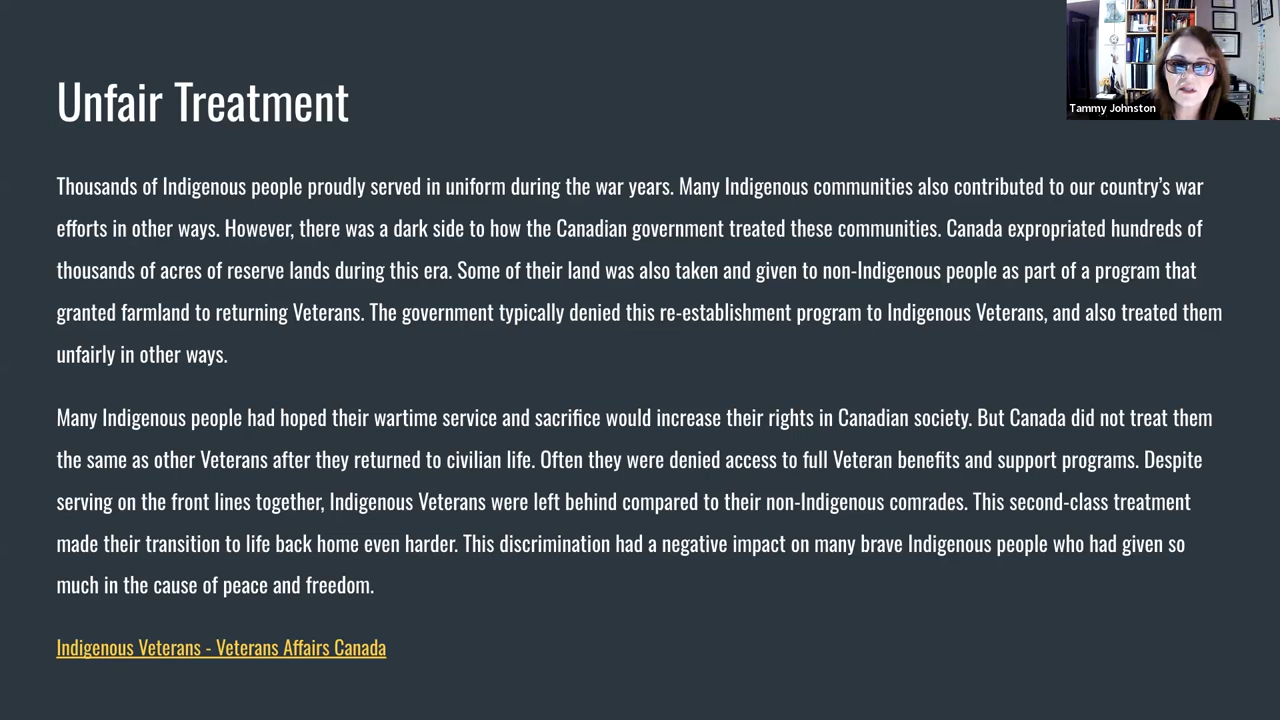 Unfair Treatment
Tammy Johnston
Thousands of Indigenous people proudly served in uniform during the war years. Many Indigenous communities also contributed to our country’s war
efforts in other ways. However, there was a dark side to how the Canadian government treated these communities. Canada expropriated hundreds of
thousands of acres of reserve lands during this era. Some of their land was also taken and given to non-Indigenous people as part of a program that
granted farmland to returning Veterans. The government typically denied this re-establishment program to Indigenous Veterans, and also treated them
unfairly in other ways.
Many Indigenous people had hoped their wartime service and sacrifice would increase their rights in Canadian society. But Canada did not treat them
the same as other Veterans after they returned to civilian life. Often they were denied access to full Veteran benefits and support programs. Despite
serving on the front lines together, Indigenous Veterans were left behind compared to their non-Indigenous comrades. This second-class treatment
made their transition to life back home even harder. This discrimination had a negative impact on many brave Indigenous people who had given so
much in the cause of peace and freedom.
Indigenous Veterans - Veterans Affairs Canada